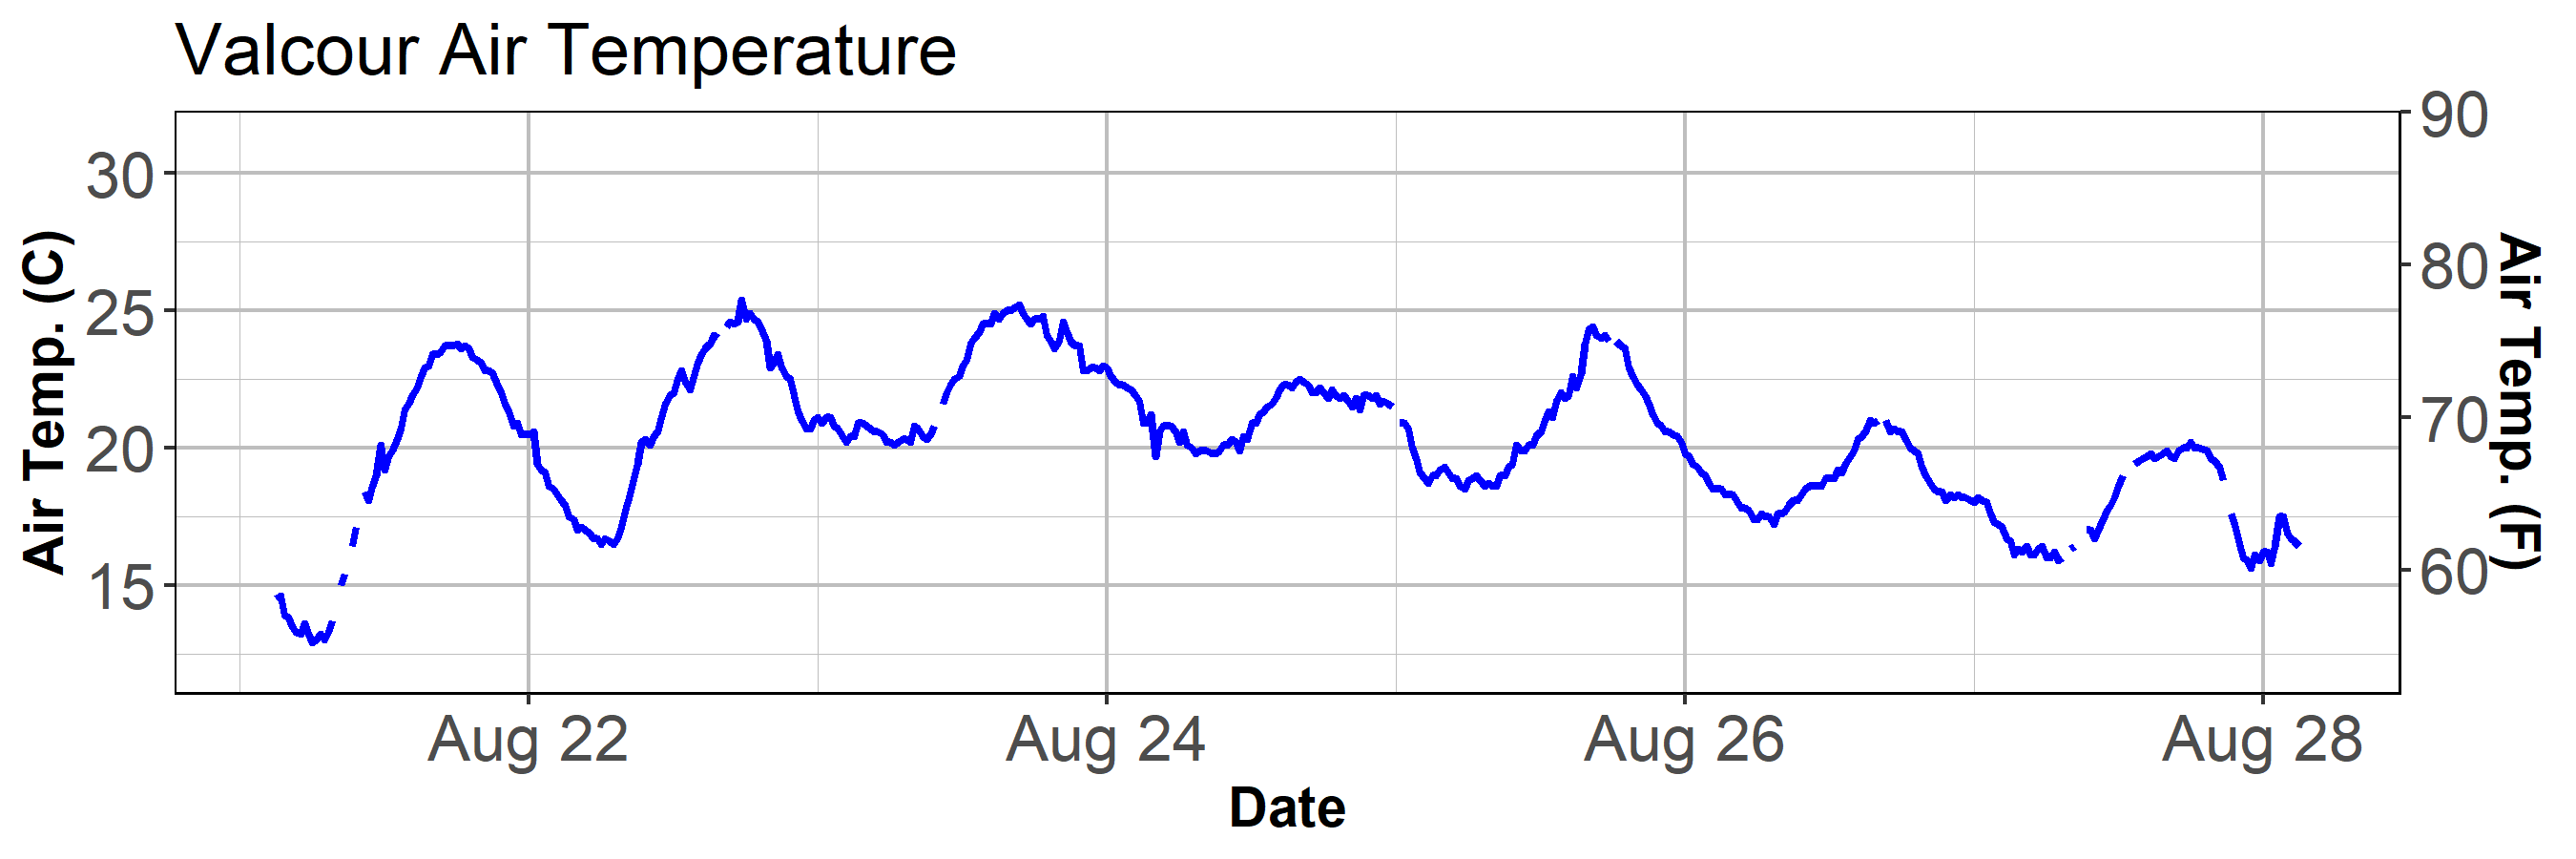 Valcour Air Temperature
Air Temp. (C)
30
25
20
15
90
80
70
60
Air Temp. (F)
Aug 22
Aug 24
Aug 26
Aug 28
Date